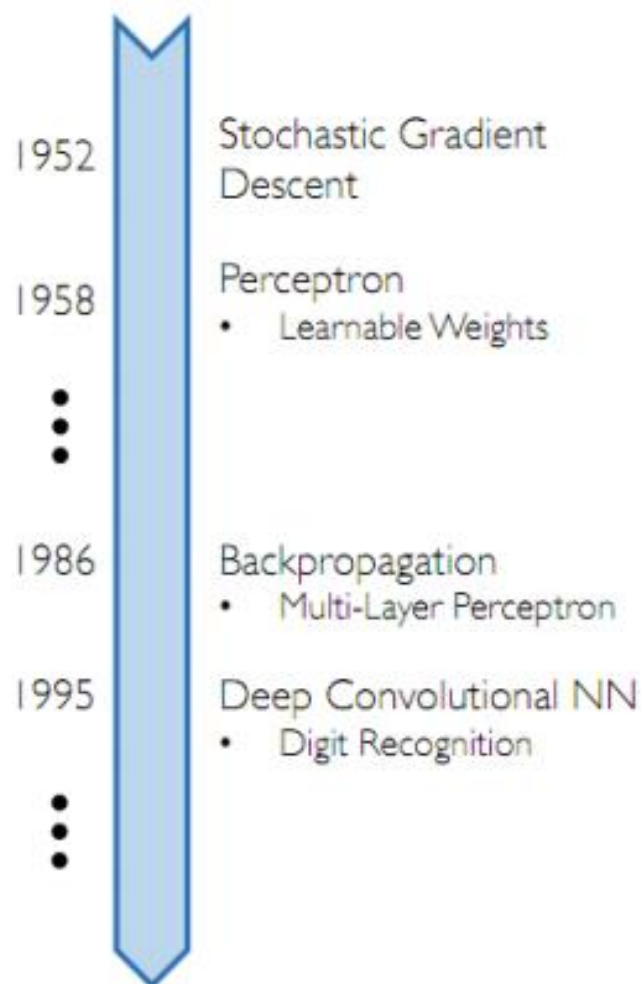 1952
Stochastic Gradient
Descent
1958
Perceptron
• Learnable Weights
1986
Backpropagation
• Multi-Layer Perceptron
1995
Deep Convolutional NN
• Digit Recognition